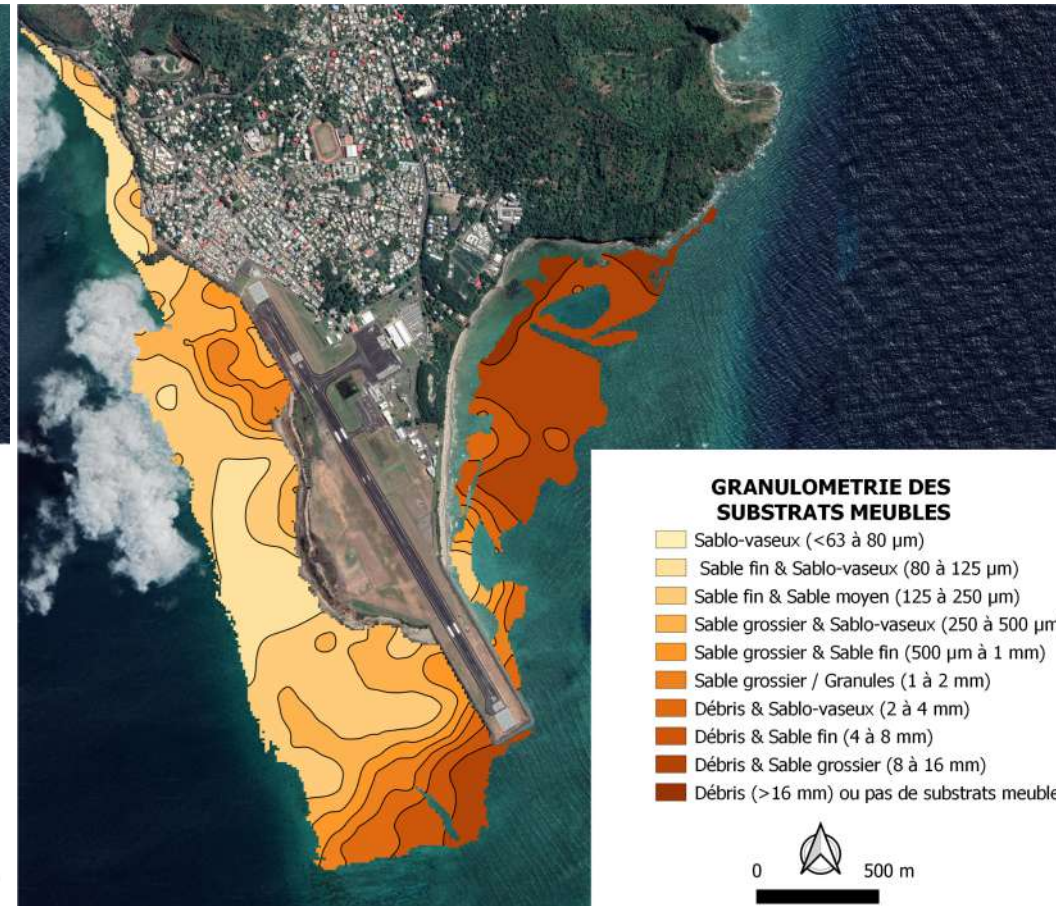 GRANULOMETRIE DES
SUBSTRATS MEUBLES
Sablo-vaseux (<63 à 80 µm)
Sable fin & Sablo-vaseux (80 à 125 µm)
Sable fin & Sable moyen (125 à 250 µm)
Sable grossier & Sablo-vaseux (250 à 500 µm
Sable grossier & Sable fin (500 µm à 1 mm)
Sable grossier / Granules (1 à 2 mm)
Débris & Sablo-vaseux (2 à 4 mm)
Débris & Sable fin (4 à 8 mm)
Débris & Sable grossier (8 à 16 mm)
Débris (>16 mm) ou pas de substrats meuble
0 500 m